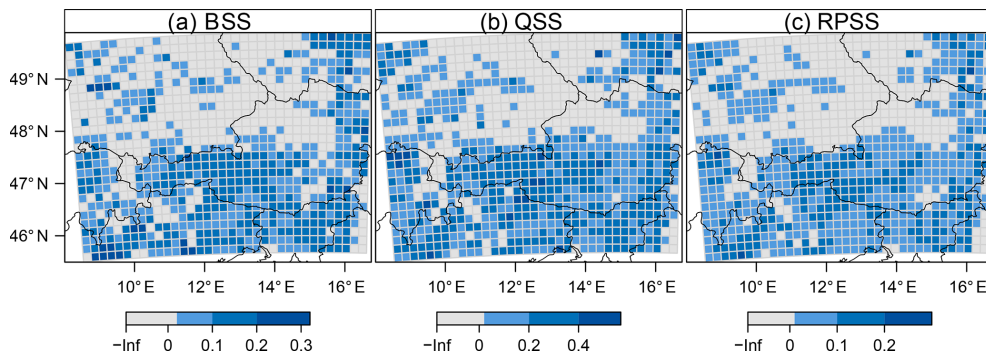 (a) BSS (b) QSS (c) RPSS
49° N
48° N
47° N
46° N
10° E 12° E 14° E 16° E 10° E 12° E 14° E 16° E 10° E 12° E 14° E 16° E
−Inf 0 0.1 0.2 0.3 −Inf 0 0.2 0.4 −Inf 0 0.1 0.2